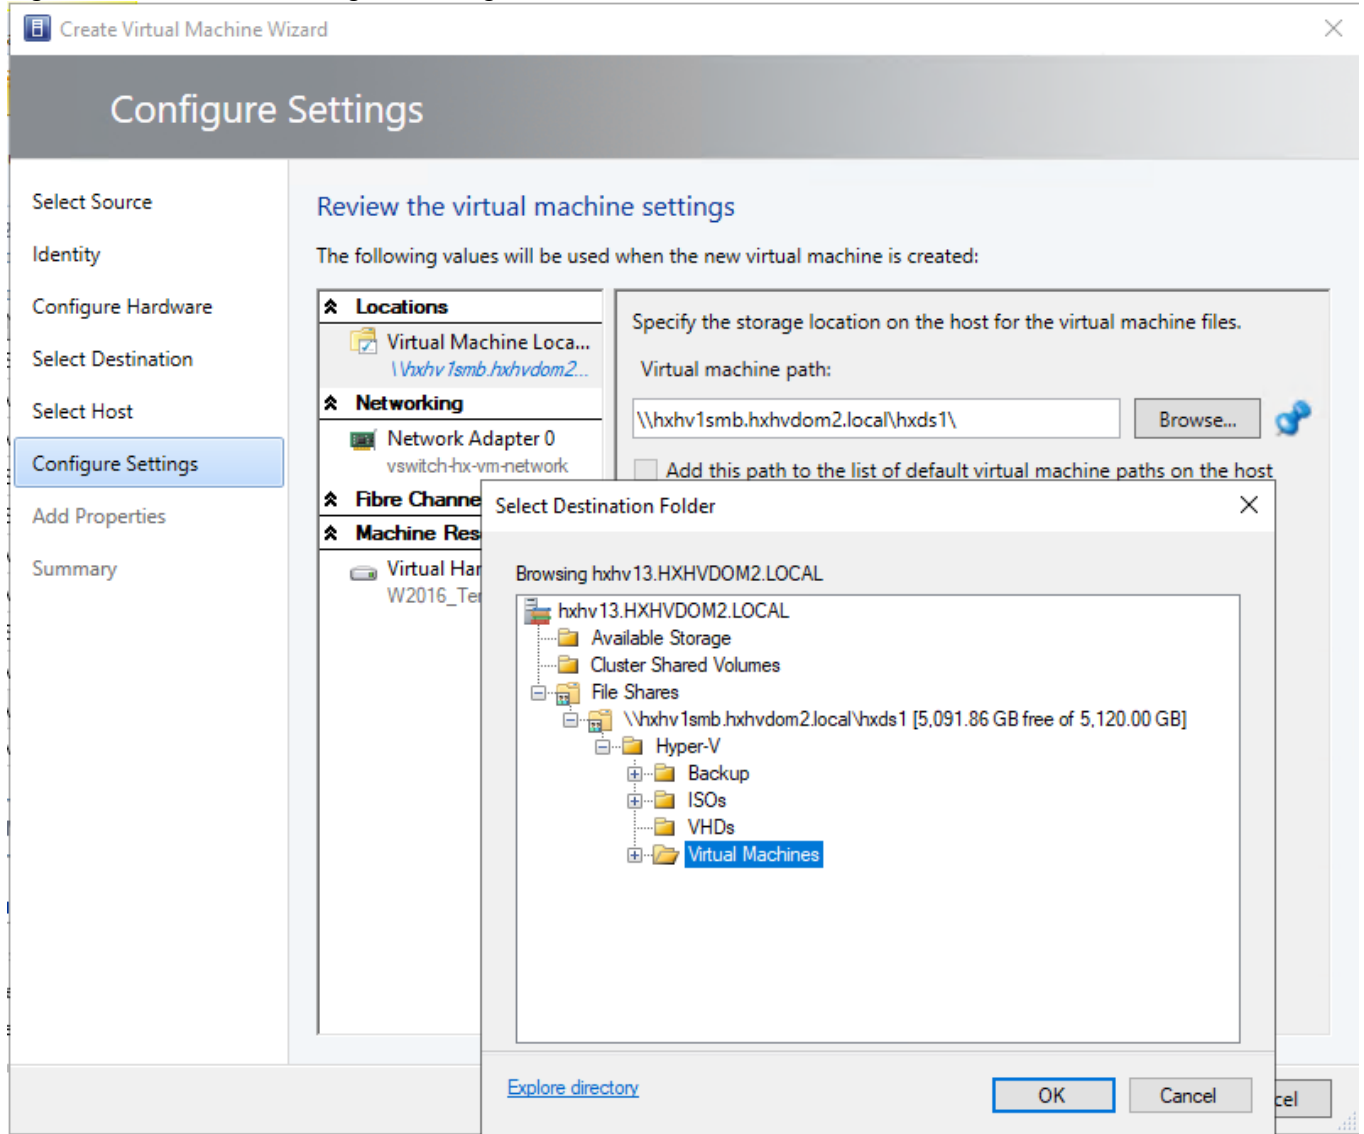 Create Virtual Machine Wizard
Configure Settings
Select Source
Identity
Configure Hardware
Select Destination
Select Host
Configure Settings
Add Properties
Summary
Review the virtual machine settings
The following values will be used when the new virtual machine is created:
Locations
Virtual Machine Loca...
\\hxhv1smb.hxhvdom2...
Networking
Network Adapter 0
vswitch-hx-vm-network
Fibre Channe
Machine Res
Virtual Har
W2016_Te
Specify the storage location on the host for the virtual machine files.
Virtual machine path:
\\hxhv1smb.hxhvdom2.local\hxds1\
Browse...
Add this path to the list of default virtual machine paths on the host
Select Destination Folder
Browsing hxhv13.HXHVDOM2.LOCAL
hxhv13.HXHVDOM2.LOCAL
Available Storage
Cluster Shared Volumes
File Shares
\\hxhv1smb.hxhvdom2.local\hxds1 [5,091.86 GB free of 5,120.00 GB]
Hyper-V
Backup
ISOs
VHDs
Virtual Machines
Explore directory
OK
Cancel
cel